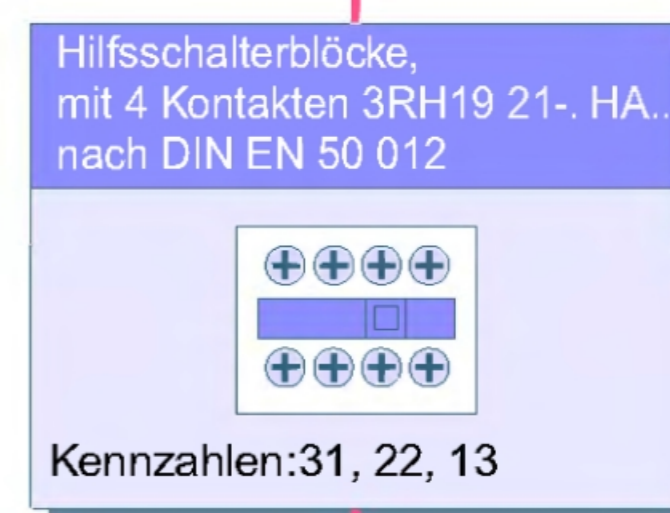 Hilfsschalterblöcke,
mit 4 Kontakten 3RH19 21-. HA..
nach DIN EN 50 012
Kennzahlen:31, 22, 13